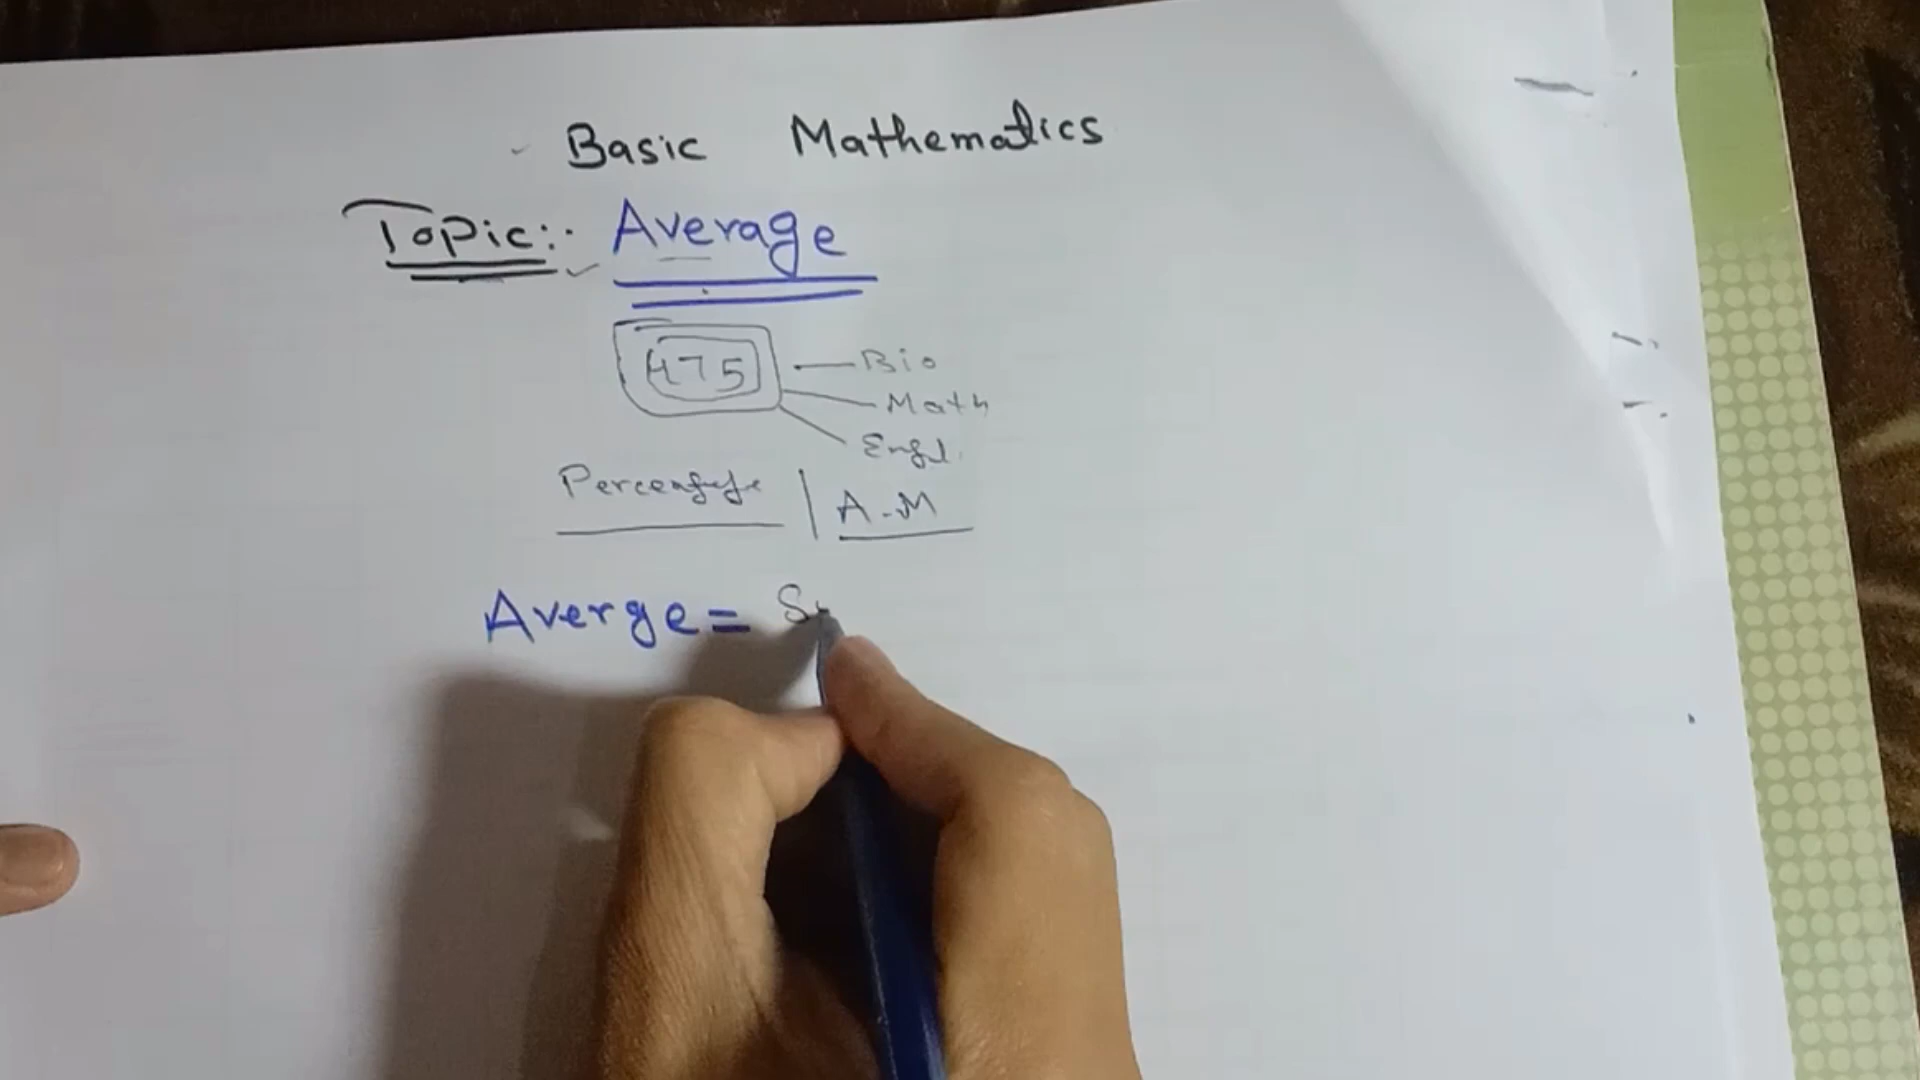 Basic Mathematics
Topic:· Average
475
Bio
Math
Engl.
Percentage | A-M
Averge = S